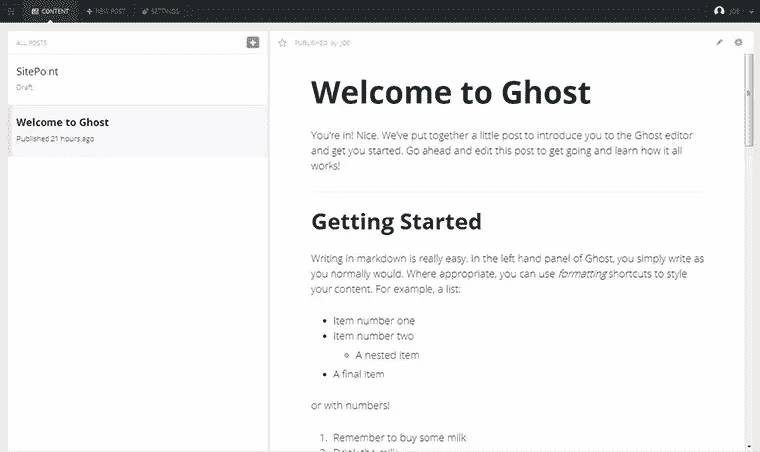 CONTENT
NEW POST
SETTINGS
JOE
ALL POSTS
SitePoint
Draft
Welcome to Ghost
Published 21 hours ago
PUBLISHED by JOE
Welcome to Ghost
You're in! Nice. We've put together a little post to introduce you to the Ghost editor
and get you started. Go ahead and edit this post to get going and learn how it all
works!
Getting Started
Writing in markdown is really easy. In the left hand panel of Ghost, you simply write as
you normally would. Where appropriate, you can use formatting shortcuts to style
your content. For example, a list:
Item number one
Item number two
A nested item
A final item
or with numbers!
1. Remember to buy some milk
2. Drink the milk